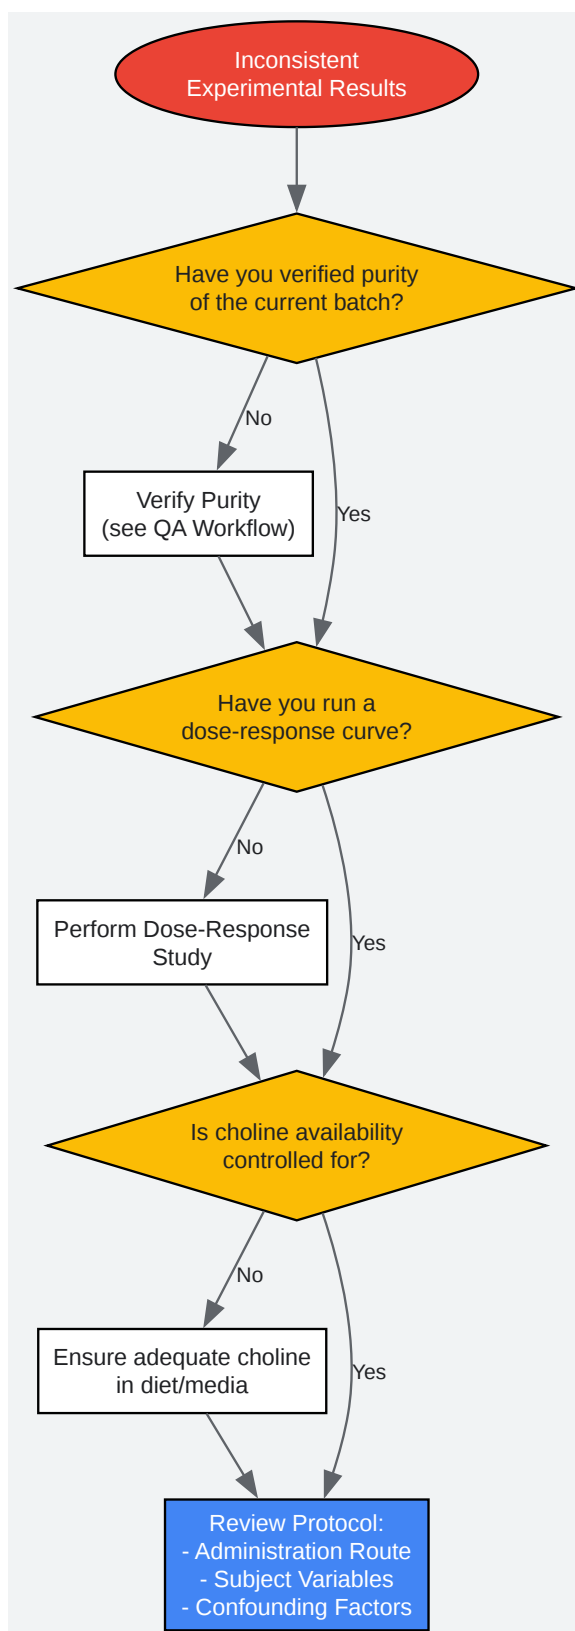 Inconsistent
Experimental Results
Have you verified purity
of the current batch?
No
Yes
Verify Purity
(see QA Workflow)
Have you run a
dose-response curve?
No
Yes
Perform Dose-Response
Study
Is choline availability
controlled for?
No
Yes
Ensure adequate choline
in diet/media
Review Protocol:
- Administration Route
- Subject Variables
- Confounding Factors